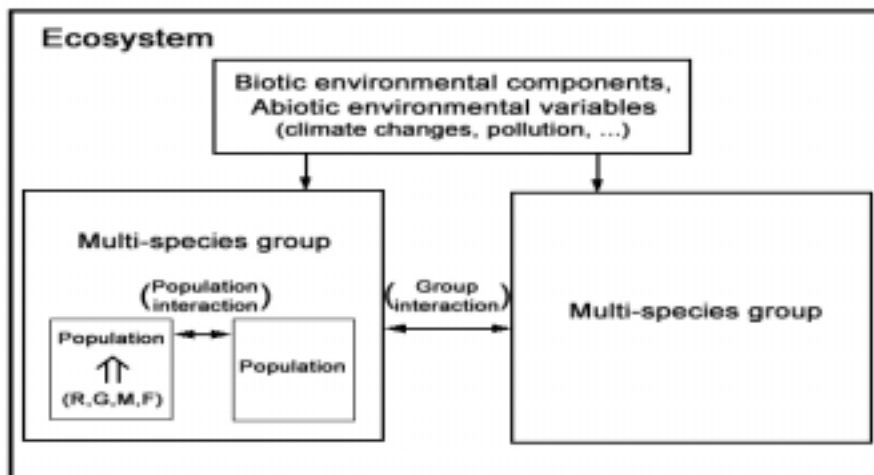 Ecosystem
Biotic environmental components,
Abiotic environmental variables
(climate changes, pollution, ...)
Multi-species group
(Population
interaction)
Population
(R,G,M,F)
Population
(Group
interaction)
Multi-species group